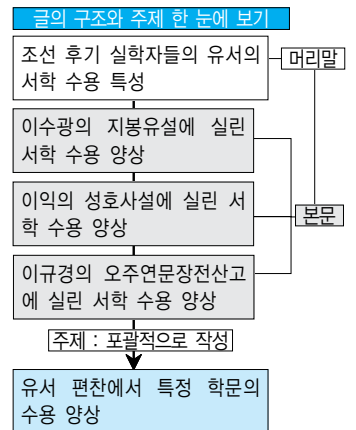 글의 구조와 주제 한 눈에 보기
조선 후기 실학자들의 유서의
서학 수용 특성
머리말
이수광의 지봉유설에 실린
서학 수용 양상
이익의 성호사설에 실린 서
학 수용 양상
본문
이규경의 오주연문장전산고
에 실린 서학 수용 양상
주제 : 포괄적으로 작성
유서 편찬에서 특정 학문의
수용 양상